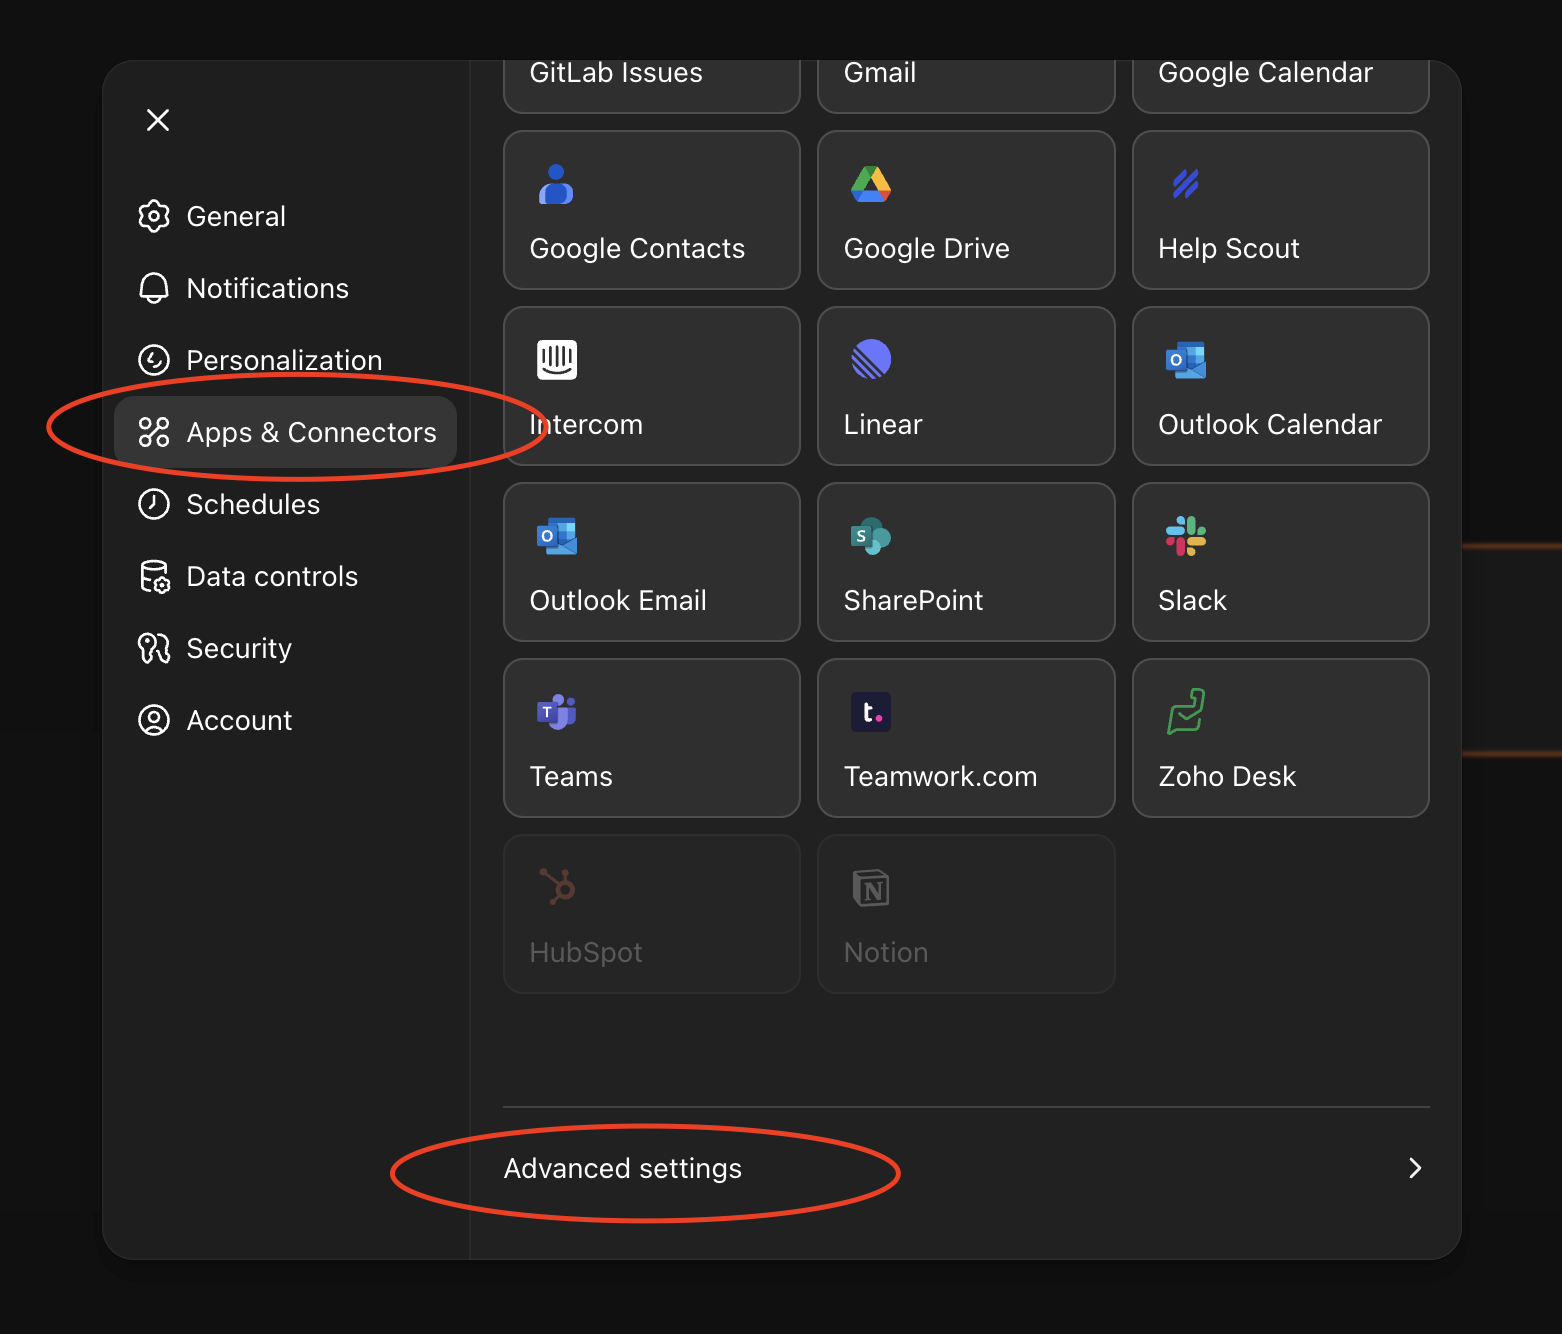 General
Notifications
Personalization
Apps & Connectors
Schedules
Data controls
Security
Account
GitLab Issues
Gmail
Google Calendar
Google Contacts
Google Drive
Help Scout
Intercom
Linear
Outlook Calendar
Outlook Email
SharePoint
Slack
Teams
Teamwork.com
Zoho Desk
HubSpot
Notion
Advanced settings